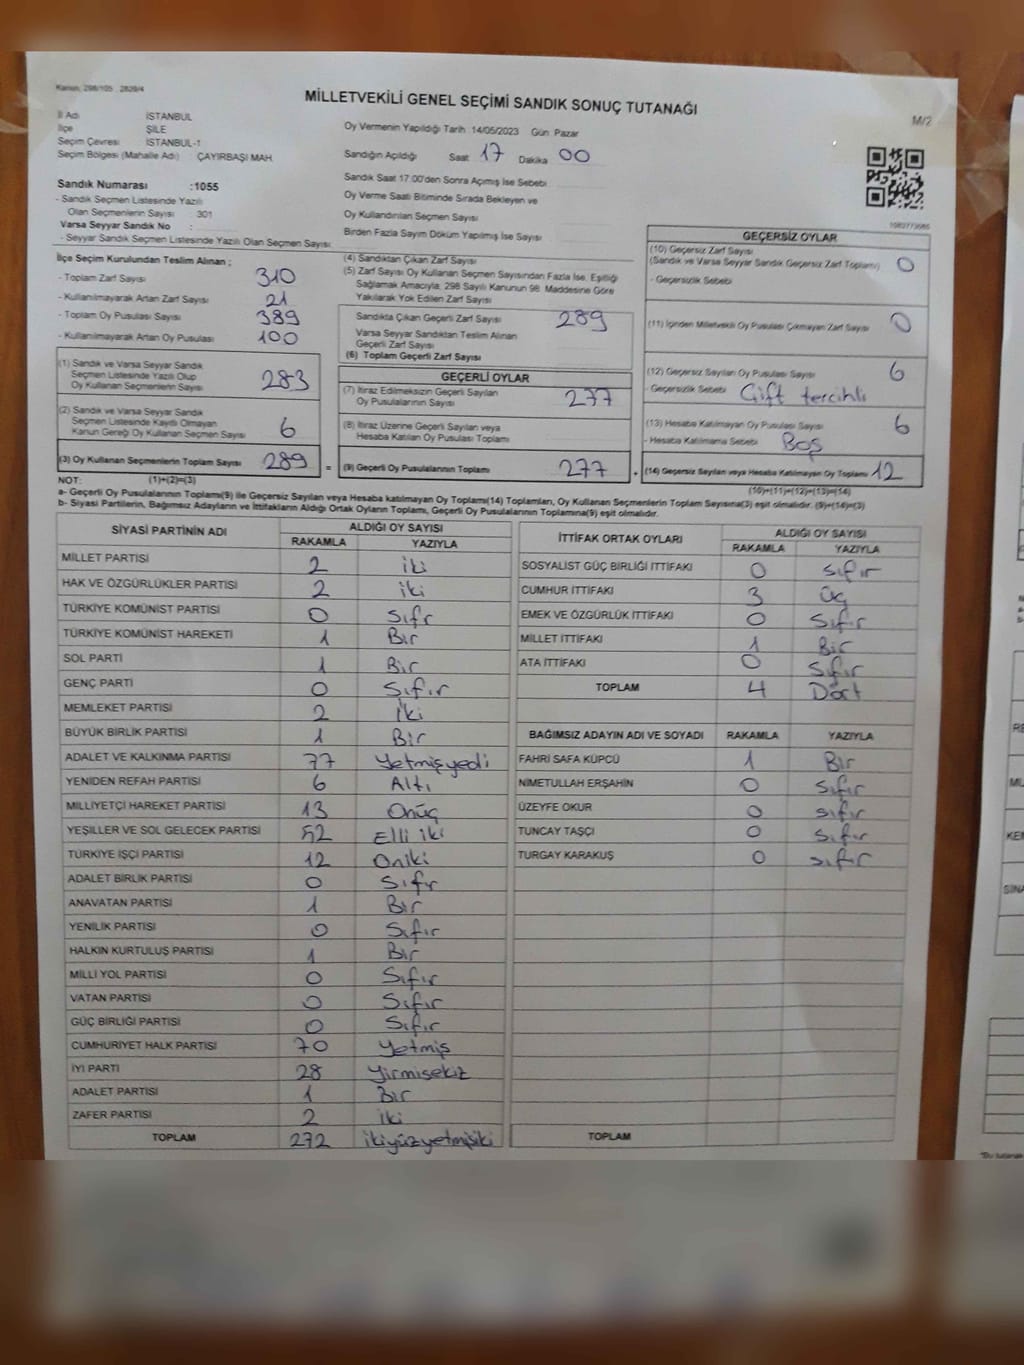 Kanun: 298/105 , 2839/4
MİLLETVEKİLİ GENEL SEÇİMİ SANDIK SONUÇ TUTANAĞI
M/2
İl Adı İSTANBUL
İlçe ŞİLE
Seçim Çevresi İSTANBUL-1
Seçim Bölgesi (Mahalle Adı) ÇAYIRBAŞI MAH.
Sandık Numarası :1055
- Sandık Seçmen Listesinde Yazılı
Olan Seçmenlerin Sayısı 301
Varsa Seyyar Sandık No :
- Seyyar Sandık Seçmen Listesinde Yazılı Olan Seçmen Sayısı
Oy Vermenin Yapıldığı Tarih 14/05/2023 Gün Pazar
Sandığın Açıldığı Saat 17 Dakika 00
Sandık Saat 17:00'den Sonra Açılmış İse Sebebi
Oy Verme Saati Bitiminde Sırada Bekleyen ve
Oy Kullandırılan Seçmen Sayısı
Birden Fazla Sayım Döküm Yapılmış İse Sayısı
İlçe Seçim Kurulundan Teslim Alınan ;
- Toplam Zarf Sayısı 310
- Kullanılmayarak Artan Zarf Sayısı 21
- Toplam Oy Pusulası Sayısı 389
- Kullanılmayarak Artan Oy Pusulası 100
(1) Sandık ve Varsa Seyyar Sandık
Seçmen Listesinde Yazılı Olup
Oy Kullanan Seçmenlerin Sayısı 283
(2) Sandık ve Varsa Seyyar Sandık
Seçmen Listesinde Kayıtlı Olmayan
Kanun Gereği Oy Kullanan Seçmen Sayısı 6
(3) Oy Kullanan Seçmenlerin Toplam Sayısı 289 =
(4) Sandıktan Çıkan Zarf Sayısı
(5) Zarf Sayısı Oy Kullanan Seçmen Sayısından Fazla İse, Eşitliği
Sağlamak Amacıyla; 298 Sayılı Kanunun 98. Maddesine Göre
Yakılarak Yok Edilen Zarf Sayısı
Sandıkta Çıkan Geçerli Zarf Sayısı 289
Varsa Seyyar Sandıktan Teslim Alınan
Geçerli Zarf Sayısı
(6) Toplam Geçerli Zarf Sayısı
GEÇERLİ OYLAR
(7) İtiraz Edilmeksizin Geçerli Sayılan
Oy Pusulalarının Sayısı 277
(8) İtiraz Üzerine Geçerli Sayılan veya
Hesaba Katılan Oy Pusulası Toplamı
(9) Geçerli Oy Pusulalarının Toplamı 277 +
GEÇERSİZ OYLAR
(10) Geçersiz Zarf Sayısı
(Sandık ve Varsa Seyyar Sandık Geçersiz Zarf Toplamı) 0
- Geçersizlik Sebebi
(11) İçinden Milletvekili Oy Pusulası Çıkmayan Zarf Sayısı 0
(12) Geçersiz Sayılan Oy Pusulası Sayısı 6
- Geçersizlik Sebebi Çift tercihli
(13) Hesaba Katılmayan Oy Pusulası Sayısı 6
- Hesaba Katılmama Sebebi Boş
(14) Geçersiz Sayılan veya Hesaba Katılmayan Oy Toplamı 12
NOT: (1)+(2)=(3)
(10)+(11)+(12)+(13)=(14)
a- Geçerli Oy Pusulalarının Toplamı(9) ile Geçersiz Sayılan veya Hesaba katılmayan Oy Toplamı(14) Toplamları, Oy Kullanan Seçmenlerin Toplam Sayısına(3) eşit olmalıdır. (9)+(14)=(3)
b- Siyasi Partilerin, Bağımsız Adayların ve İttifakların Aldığı Ortak Oyların Toplamı, Geçerli Oy Pusulalarının Toplamına(9) eşit olmalıdır.
SİYASİ PARTİNİN ADI ALDIĞI OY SAYISI
RAKAMLA YAZIYLA
MİLLET PARTİSİ 2 iki
HAK VE ÖZGÜRLÜKLER PARTİSİ 2 iki
TÜRKİYE KOMÜNİST PARTİSİ 0 Sıfr
TÜRKİYE KOMÜNİST HAREKETİ 1 Bir
SOL PARTİ 1 Bir
GENÇ PARTİ 0 Sıfır
MEMLEKET PARTİSİ 2 iki
BÜYÜK BİRLİK PARTİSİ 1 Bir
ADALET VE KALKINMA PARTİSİ 77 Yetmişyedi
YENİDEN REFAH PARTİSİ 6 Altı
MİLLİYETÇİ HAREKET PARTİSİ 13 Onüç
YEŞİLLER VE SOL GELECEK PARTİSİ 52 Elli iki
TÜRKİYE İŞÇİ PARTİSİ 12 Oniki
ADALET BİRLİK PARTİSİ 0 Sıfr
ANAVATAN PARTİSİ 1 Bir
YENİLİK PARTİSİ 0 Sıfır
HALKIN KURTULUŞ PARTİSİ 1 Bir
MİLLİ YOL PARTİSİ 0 Sıfır
VATAN PARTİSİ 0 Sıfır
GÜÇ BİRLİĞİ PARTİSİ 0 Sıfır
CUMHURİYET HALK PARTİSİ 70 Yetmiş
İYİ PARTİ 28 Yirmisekiz
ADALET PARTİSİ 1 Bir
ZAFER PARTİSİ 2 iki
TOPLAM 272 ikiyüzyetmişiki
İTTİFAK ORTAK OYLARI ALDIĞI OY SAYISI
RAKAMLA YAZIYLA
SOSYALİST GÜÇ BİRLİĞİ İTTİFAKI 0 sıfır
CUMHUR İTTİFAKI 3 Üç
EMEK VE ÖZGÜRLÜK İTTİFAKI 0 Sıfır
MİLLET İTTİFAKI 1 Bir
ATA İTTİFAKI 0 Sıfır
TOPLAM 4 Dört
BAĞIMSIZ ADAYIN ADI VE SOYADI RAKAMLA YAZIYLA
FAHRİ SAFA KÜPCÜ 1 Bir
NİMETULLAH ERŞAHİN 0 Sıfır
ÜZEYFE OKUR 0 sıfır
TUNCAY TAŞÇI 0 Sıfır
TURGAY KARAKUŞ 0 sıfır
TOPLAM